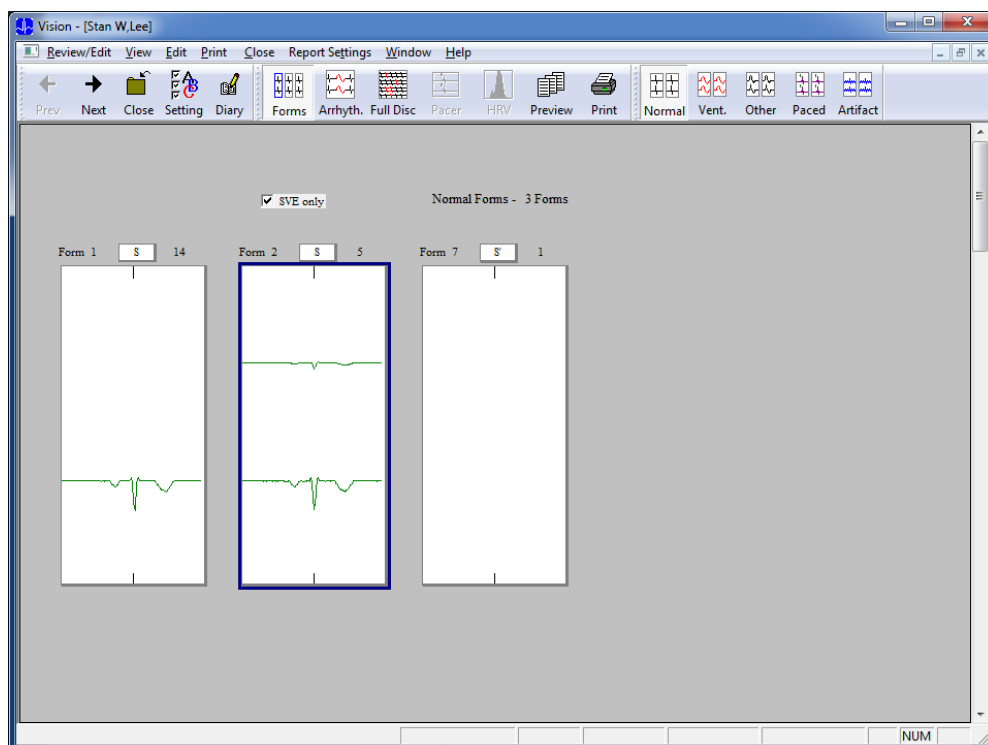 Vision - [Stan W,Lee]
Review/Edit View Edit Print Close Report Settings Window Help
Prev Next Close Setting Diary Forms Arrhyth. Full Disc Pacer HRV Preview Print Normal Vent. Other Paced Artifact
SVE only Normal Forms - 3 Forms
Form 1 S 14 Form 2 S 5 Form 7 S' 1
NUM